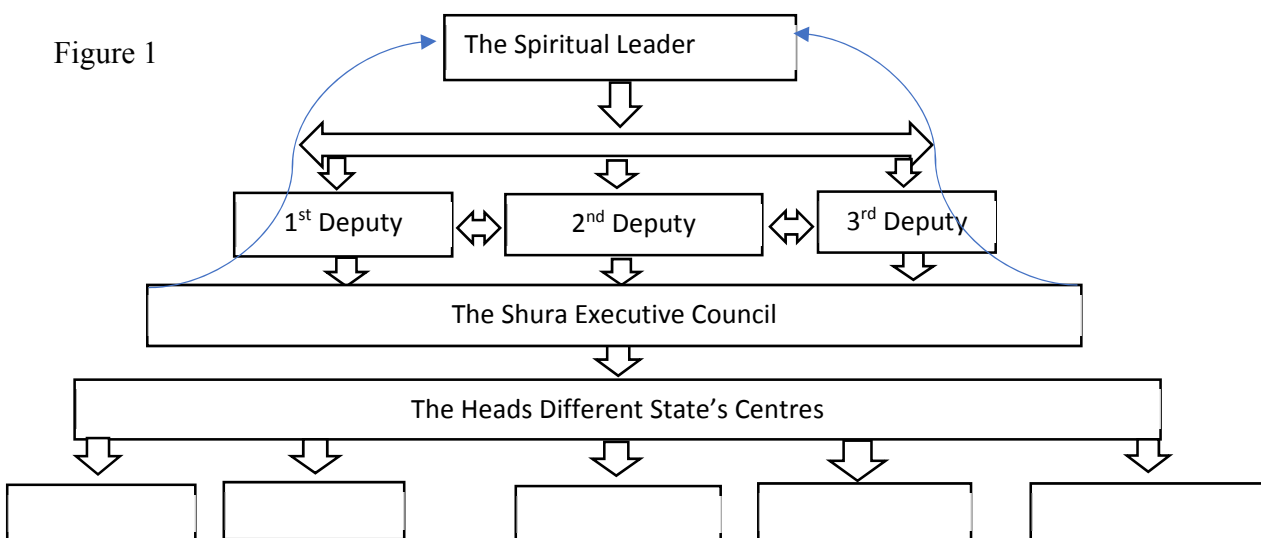 Figure 1
The Spiritual Leader
1st Deputy
2nd Deputy
3rd Deputy
The Shura Executive Council
The Heads Different State’s Centres